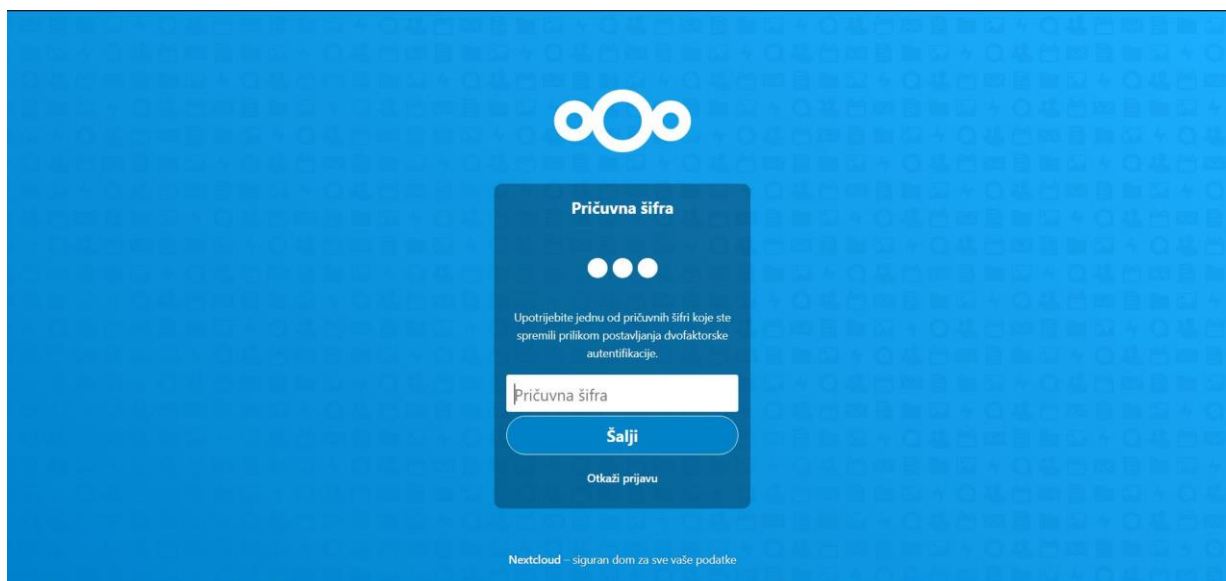 Pričuvna šifra
Upotrijebite jednu od pričuvnih šifri koje ste
spremili prilikom postavljanja dvofaktorske
autentifikacije.
Pričuvna šifra
Šalji
Otkaži prijavu
Nextcloud – siguran dom za sve vaše podatke